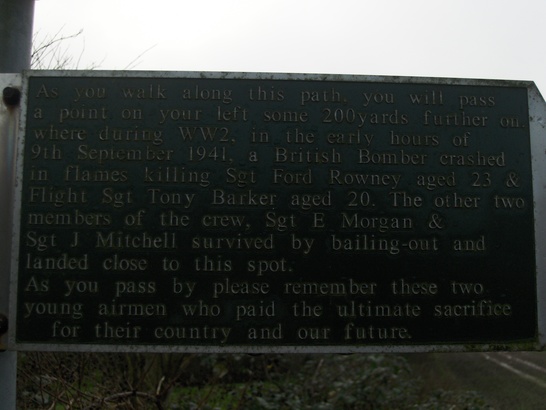 As you walk along this path, you will pass
a point on your left some 200yards further on
where during WW2, in the early hours of
9th September 1941, a British Bomber crashed
in flames killing Sgt Ford Rowney aged 23 &
Flight Sgt Tony Barker aged 20. The other two
members of the crew, Sgt E Morgan &
Sgt J Mitchell survived by bailing-out and
landed close to this spot.
As you pass by please remember these two
young airmen who paid the ultimate sacrifice
for their country and our future.